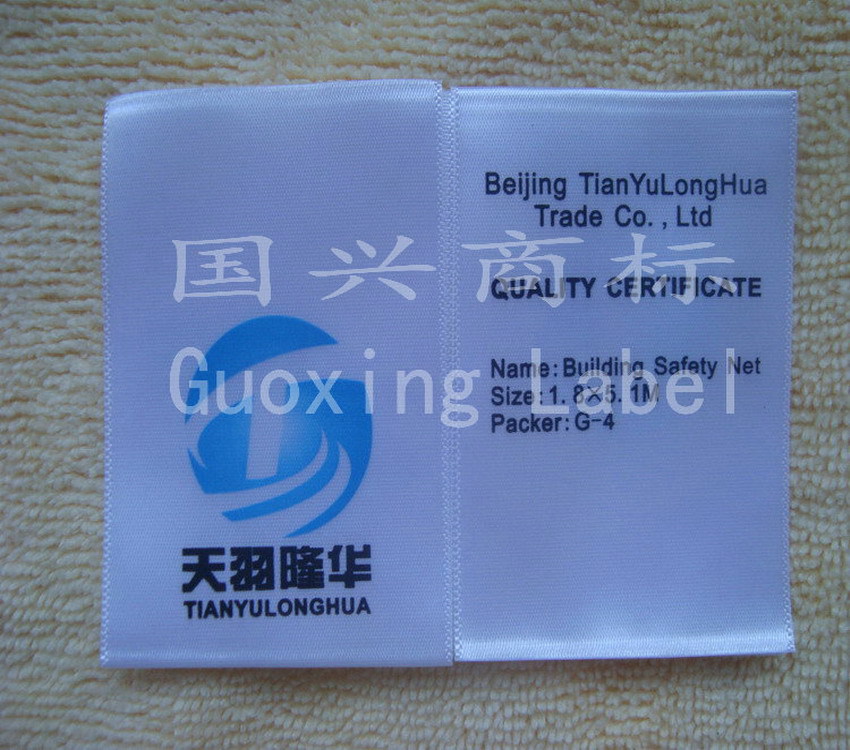 国兴商标
Guoxing Label
天羽隆华
TIANYULONGHUA
Beijing TianYuLongHua
Trade Co., Ltd
QUALITY CERTIFICATE
Name: Building Safety Net
Size: 1.8×5.1M
Packer: G-4